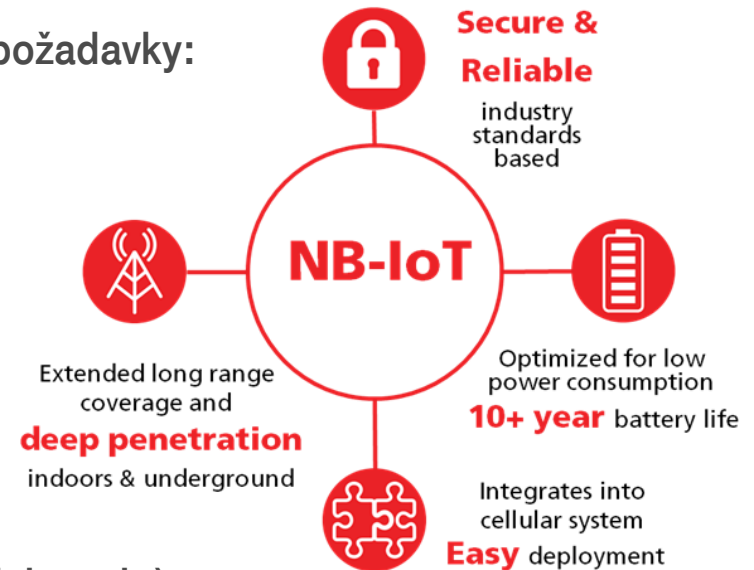 požadavky:
Secure &
Reliable
industry
standards
based
NB-IoT
Extended long range
coverage and
deep penetration
indoors & underground
Optimized for low
power consumption
10+ year battery life
Integrates into
cellular system
Easy deployment